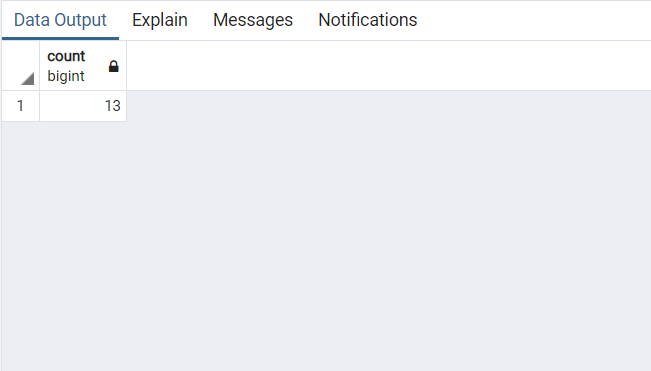 Data Output Explain Messages Notifications
count
bigint
1 13